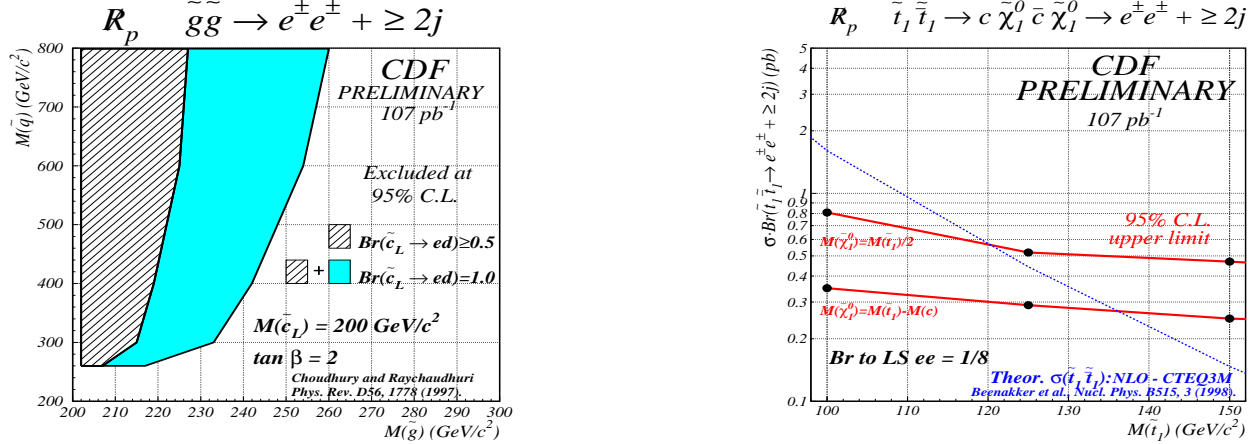 R̸p g̃g̃ → e±e± + ≥ 2j
M(q̃) (GeV/c²)
800
700
600
500
400
300
200
CDF
PRELIMINARY
107 pb⁻¹
Excluded at
95% C.L.
Br(c̃L → ed)≥0.5
+ Br(c̃L → ed)=1.0
M(c̃L) = 200 GeV/c²
tan β = 2
Choudhury and Raychaudhuri
Phys. Rev. D56, 1778 (1997).
200 210 220 230 240 250 260 270 280 290 300
M(g̃) (GeV/c²)
R̸p t̃₁ t̃₁ → c χ̃₁⁰ c̄ χ̃₁⁰ → e±e± + ≥ 2j
σ·Br(t̃₁ t̃₁ → e±e± + ≥ 2j) (pb)
5
4
3
2
1
0.9
0.8
0.7
0.6
0.5
0.4
0.3
0.2
0.1
CDF
PRELIMINARY
107 pb⁻¹
95% C.L.
upper limit
M(χ̃₁⁰)=M(t̃₁)/2
M(χ̃₁⁰)=M(t̃₁)-M(c)
Br to LS ee = 1/8
Theor. σ(t̃₁ t̃₁):NLO - CTEQ3M
Beenakker et al., Nucl. Phys. B515, 3 (1998).
100 110 120 130 140 150
M(t̃₁) (GeV/c²)